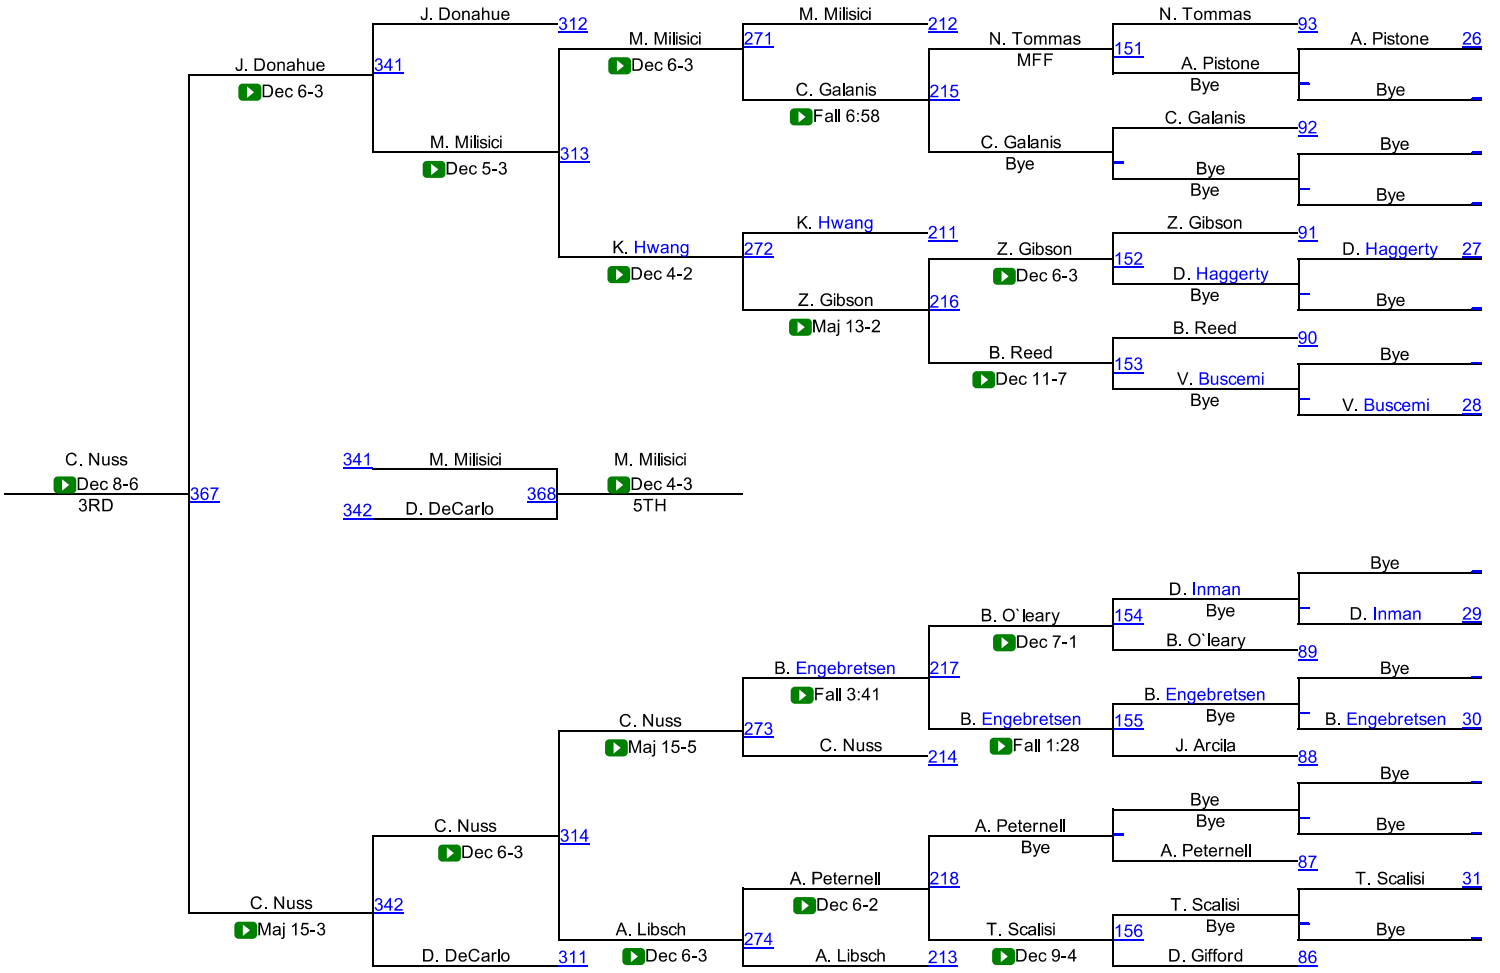 J. Donahue
312
M. Milisici
212
N. Tommas
93
M. Milisici
271
N. Tommas
151
A. Pistone
26
Dec 6-3
MFF
J. Donahue
341
A. Pistone
Dec 6-3
C. Galanis
215
Bye
Bye
Fall 6:58
C. Galanis
92
M. Milisici
313
C. Galanis
Bye
Dec 5-3
Bye
Bye
Bye
Bye
K. Hwang
211
Z. Gibson
91
K. Hwang
272
Z. Gibson
152
D. Haggerty
27
Dec 4-2
Dec 6-3
D. Haggerty
Z. Gibson
216
Bye
Bye
Maj 13-2
B. Reed
90
B. Reed
153
Bye
Dec 11-7
V. Buscemi
Bye
V. Buscemi
28
C. Nuss
341
M. Milisici
M. Milisici
Dec 8-6
Dec 4-3
3RD
367
368
5TH
342
D. DeCarlo
Bye
D. Inman
B. O`leary
154
Bye
D. Inman
29
Dec 7-1
B. O`leary
89
B. Engebretsen
217
Bye
Fall 3:41
B. Engebretsen
C. Nuss
273
B. Engebretsen
155
Bye
B. Engebretsen
30
Maj 15-5
C. Nuss
214
Fall 1:28
J. Arcila
88
Bye
Bye
C. Nuss
314
A. Peternell
Bye
Bye
Dec 6-3
Bye
A. Peternell
87
A. Peternell
218
T. Scalisi
31
C. Nuss
342
Dec 6-2
T. Scalisi
Maj 15-3
A. Libsch
274
T. Scalisi
156
Bye
Bye
D. DeCarlo
311
Dec 6-3
A. Libsch
213
Dec 9-4
D. Gifford
86